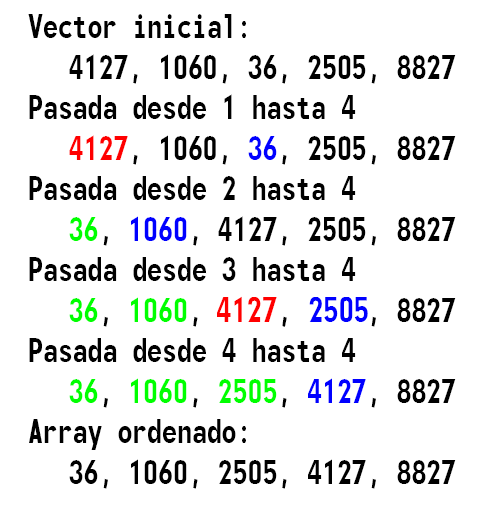 Vector inicial:
4127, 1060, 36, 2505, 8827
Pasada desde 1 hasta 4
4127, 1060, 36, 2505, 8827
Pasada desde 2 hasta 4
36, 1060, 4127, 2505, 8827
Pasada desde 3 hasta 4
36, 1060, 4127, 2505, 8827
Pasada desde 4 hasta 4
36, 1060, 2505, 4127, 8827
Array ordenado:
36, 1060, 2505, 4127, 8827